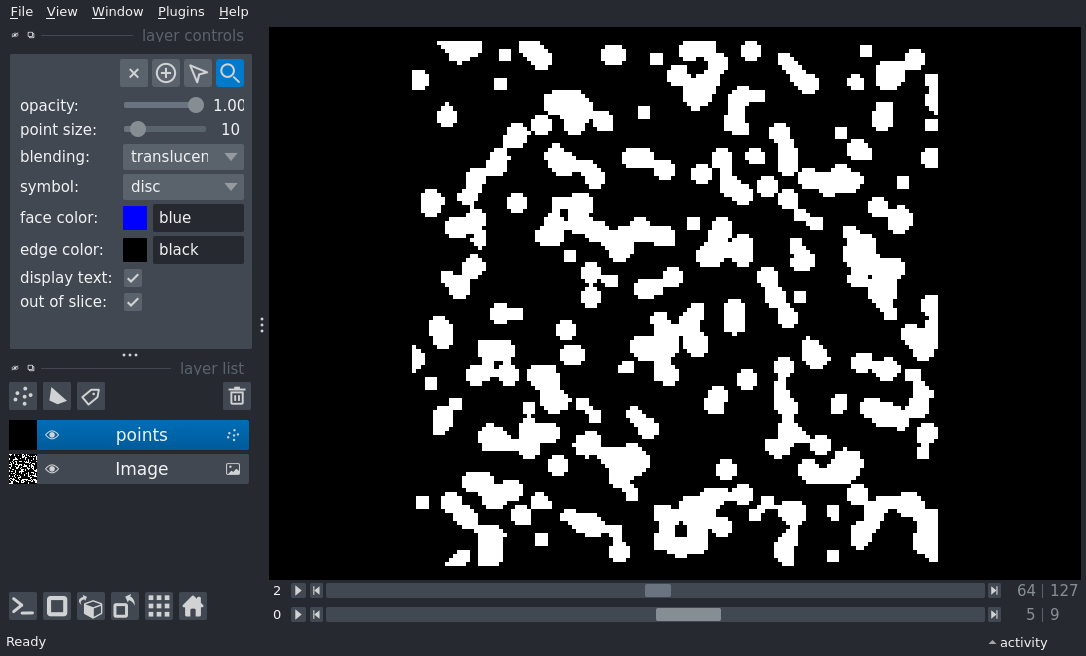 File View Window Plugins Help
layer controls
opacity: 1.00
point size: 10
blending: translucen
symbol: disc
face color: blue
edge color: black
display text:
out of slice:
layer list
points
Image
2 64 127
0 5 9
Ready activity